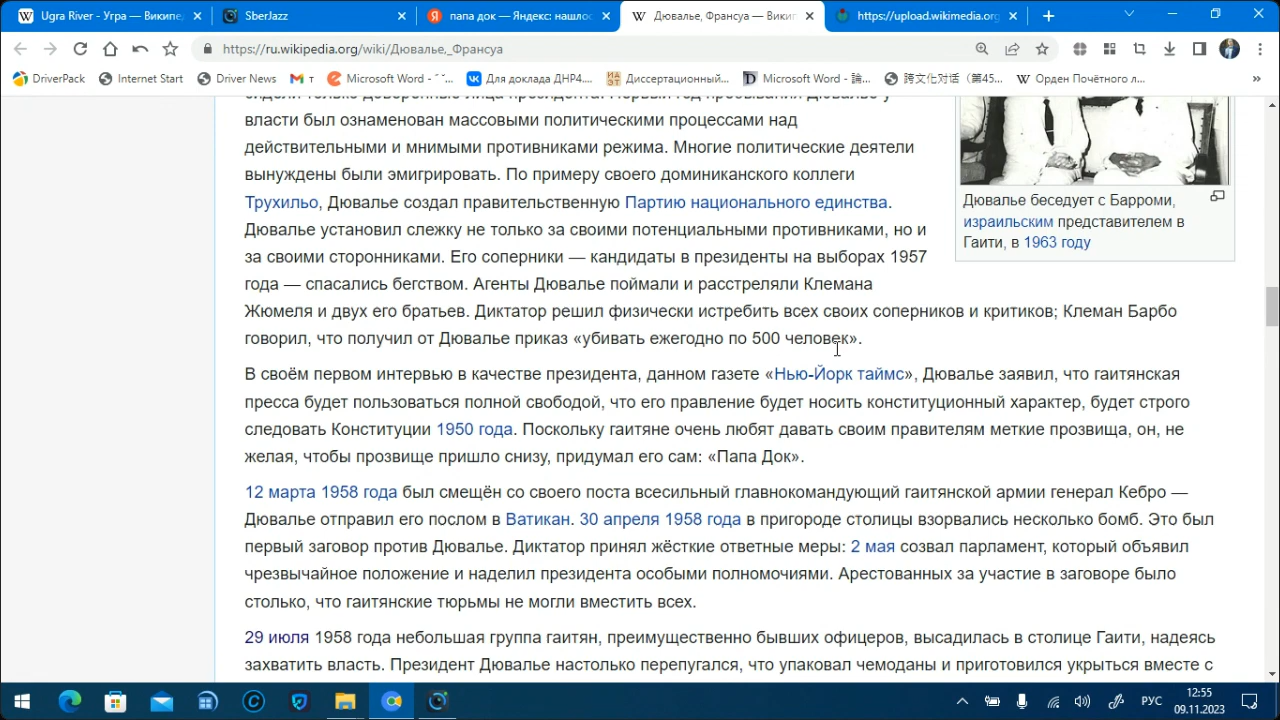 Ugra River - Угра — Википе,
SberJazz
папа док — Яндекс: нашлос
Дювалье, Франсуа — Викип
https://upload.wikimedia.org
https://ru.wikipedia.org/wiki/Дювалье,_Франсуа
DriverPack
Internet Start
Driver News
т
Microsoft Word -
Для доклада ДНР4....
Диссертационный...
Microsoft Word - 論...
跨文化对话（第45...
Орден Почётного л...
»
сидели только доверенные лица президента. Первый год пребывания Дювалье у
власти был ознаменован массовыми политическими процессами над
действительными и мнимыми противниками режима. Многие политические деятели
вынуждены были эмигрировать. По примеру своего доминиканского коллеги
Трухильо, Дювалье создал правительственную Партию национального единства.
Дювалье установил слежку не только за своими потенциальными противниками, но и
за своими сторонниками. Его соперники — кандидаты в президенты на выборах 1957
года — спасались бегством. Агенты Дювалье поймали и расстреляли Клемана
Жюмеля и двух его братьев. Диктатор решил физически истребить всех своих соперников и критиков; Клеман Барбо
говорил, что получил от Дювалье приказ «убивать ежегодно по 500 человек».
Дювалье беседует с Барроми,
израильским представителем в
Гаити, в 1963 году
В своём первом интервью в качестве президента, данном газете «Нью-Йорк таймс», Дювалье заявил, что гаитянская
пресса будет пользоваться полной свободой, что его правление будет носить конституционный характер, будет строго
следовать Конституции 1950 года. Поскольку гаитяне очень любят давать своим правителям меткие прозвища, он, не
желая, чтобы прозвище пришло снизу, придумал его сам: «Папа Док».
12 марта 1958 года был смещён со своего поста всесильный главнокомандующий гаитянской армии генерал Кебро —
Дювалье отправил его послом в Ватикан. 30 апреля 1958 года в пригороде столицы взорвались несколько бомб. Это был
первый заговор против Дювалье. Диктатор принял жёсткие ответные меры: 2 мая созвал парламент, который объявил
чрезвычайное положение и наделил президента особыми полномочиями. Арестованных за участие в заговоре было
столько, что гаитянские тюрьмы не могли вместить всех.
29 июля 1958 года небольшая группа гаитян, преимущественно бывших офицеров, высадилась в столице Гаити, надеясь
захватить власть. Президент Дювалье настолько перепугался, что упаковал чемоданы и приготовился укрыться вместе с
РУС
12:55
09.11.2023